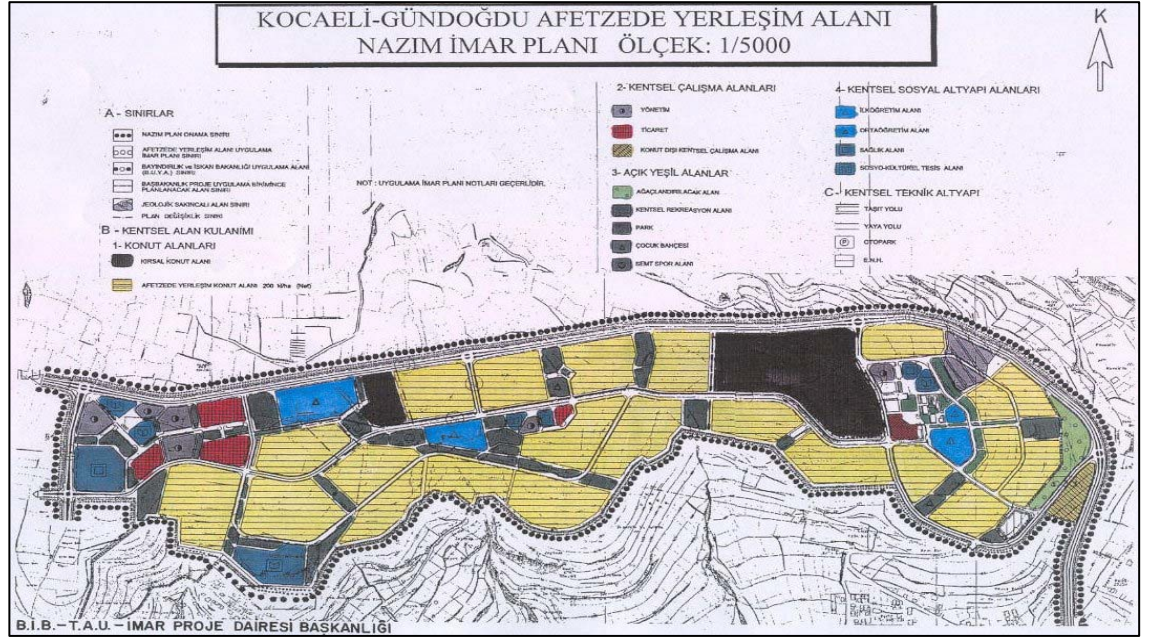 KOCAELİ-GÜNDOĞDU AFETZEDE YERLEŞİM ALANI
NAZIM İMAR PLANI ÖLÇEK: 1/5000
K
A - SINIRLAR
NAZIM PLAN ONAMA SINIRI
AFETZEDE YERLEŞİM ALANI UYGULAMA
İMAR PLANI SINIRI
BAYINDIRLIK ve İSKAN BAKANLIĞI UYGULAMA ALANI
(B.U.Y.A.) SINIRI
BAŞBAKANLIK PROJE UYGULAMA BİRİMİNCE
PLANLANACAK ALAN SINIRI
JEOLOJİK SAKINCALI ALAN SINIRI
PLAN DEĞİŞİKLİK SINIRI
B - KENTSEL ALAN KULANIMI
1- KONUT ALANLARI
KIRSAL KONUT ALANI
AFETZEDE YERLEŞİM KONUT ALANI 200 ki/ha (Net)
NOT : UYGULAMA İMAR PLANI NOTLARI GEÇERLİDİR.
2- KENTSEL ÇALIŞMA ALANLARI
YÖNETİM
TİCARET
KONUT DIŞI KENTSEL ÇALIŞMA ALANI
3- AÇIK YEŞİL ALANLAR
AĞAÇLANDIRILACAK ALAN
KENTSEL REKREASYON ALANI
PARK
ÇOCUK BAHÇESİ
SEMT SPOR ALANI
4- KENTSEL SOSYAL ALTYAPI ALANLARI
İLKÖĞRETİM ALANI
ORTAÖĞRETİM ALANI
SAĞLIK ALANI
SOSYO-KÜLTÜREL TESİS ALANI
C - KENTSEL TEKNİK ALTYAPI
TAŞIT YOLU
YAYA YOLU
P OTOPARK
E.N.H.
B.I.B.-T.A.U.-IMAR PROJE DAİRESİ BAŞKANLIĞI